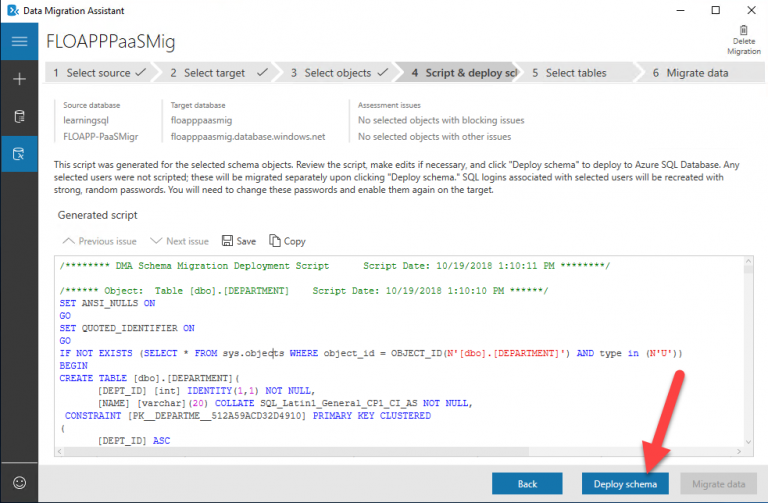 Data Migration Assistant
FLOAPPPaaSMig
Delete
Migration
1 Select source
2 Select target
3 Select objects
4 Script & deploy scl
5 Select tables
6 Migrate data
Source database
learningsql
FLOAPP-PaaSMigr
Target database
floapppaasmig
floapppaasmig.database.windows.net
Assessment issues
No selected objects with blocking issues
No selected objects with other issues
This script was generated for the selected schema objects. Review the script, make edits if necessary, and click "Deploy schema" to deploy to Azure SQL Database. Any
selected users were not scripted; these will be migrated separately upon clicking "Deploy schema." SQL logins associated with selected users will be recreated with
strong, random passwords. You will need to change these passwords and enable them again on the target.
Generated script
Previous issue
Next issue
Save
Copy
/******** DMA Schema Migration Deployment Script      Script Date: 10/19/2018 1:10:11 PM ********/
/****** Object:  Table [dbo].[DEPARTMENT]    Script Date: 10/19/2018 1:10:10 PM ******/
SET ANSI_NULLS ON
GO
SET QUOTED_IDENTIFIER ON
GO
IF NOT EXISTS (SELECT * FROM sys.objects WHERE object_id = OBJECT_ID(N'[dbo].[DEPARTMENT]') AND type in (N'U'))
BEGIN
CREATE TABLE [dbo].[DEPARTMENT](
[DEPT_ID] [int] IDENTITY(1,1) NOT NULL,
[NAME] [varchar](20) COLLATE SQL_Latin1_General_CP1_CI_AS NOT NULL,
CONSTRAINT [PK__DEPARTME__512A59ACD32D4910] PRIMARY KEY CLUSTERED
(
[DEPT_ID] ASC
Back
Deploy schema
Migrate data